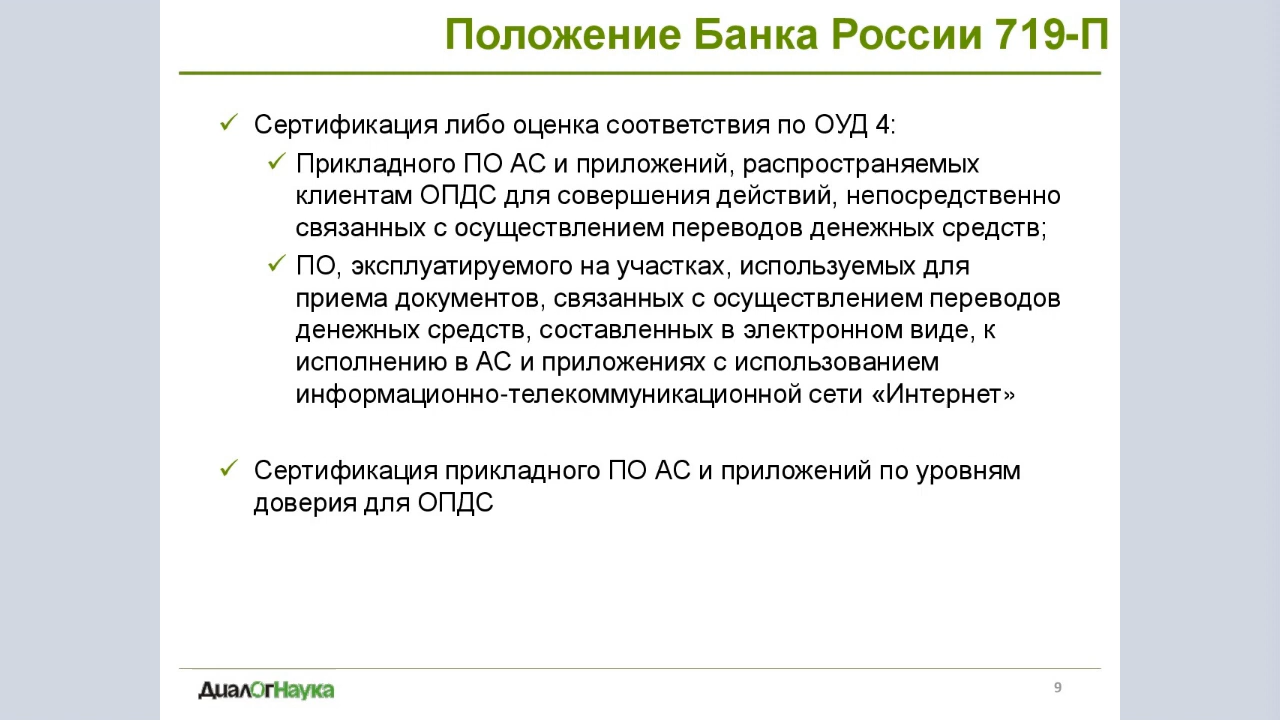 Положение Банка России 719-П
Сертификация либо оценка соответствия по ОУД 4:
Прикладного ПО АС и приложений, распространяемых
клиентам ОПДС для совершения действий, непосредственно
связанных с осуществлением переводов денежных средств;
ПО, эксплуатируемого на участках, используемых для
приема документов, связанных с осуществлением переводов
денежных средств, составленных в электронном виде, к
исполнению в АС и приложениях с использованием
информационно-телекоммуникационной сети «Интернет»
Сертификация прикладного ПО АС и приложений по уровням
доверия для ОПДС
ДиалОгНаука
9